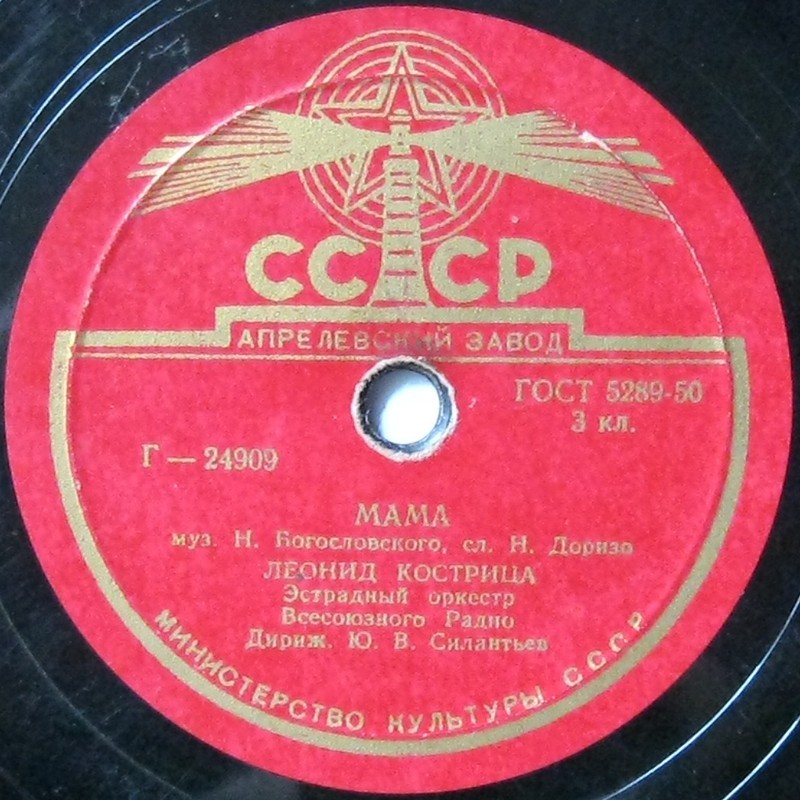 СССР
АПРЕЛЕВСКИЙ ЗАВОД
ГОСТ 5289-50
3 кл.
Г — 24909
МАМА
муз. Н. Богословского, сл. Н. Доризо
ЛЕОНИД КОСТРИЦА
Эстрадный оркестр
Всесоюзного Радио
Дириж. Ю. В. Силантьев
МИНИСТЕРСТВО КУЛЬТУРЫ СССР